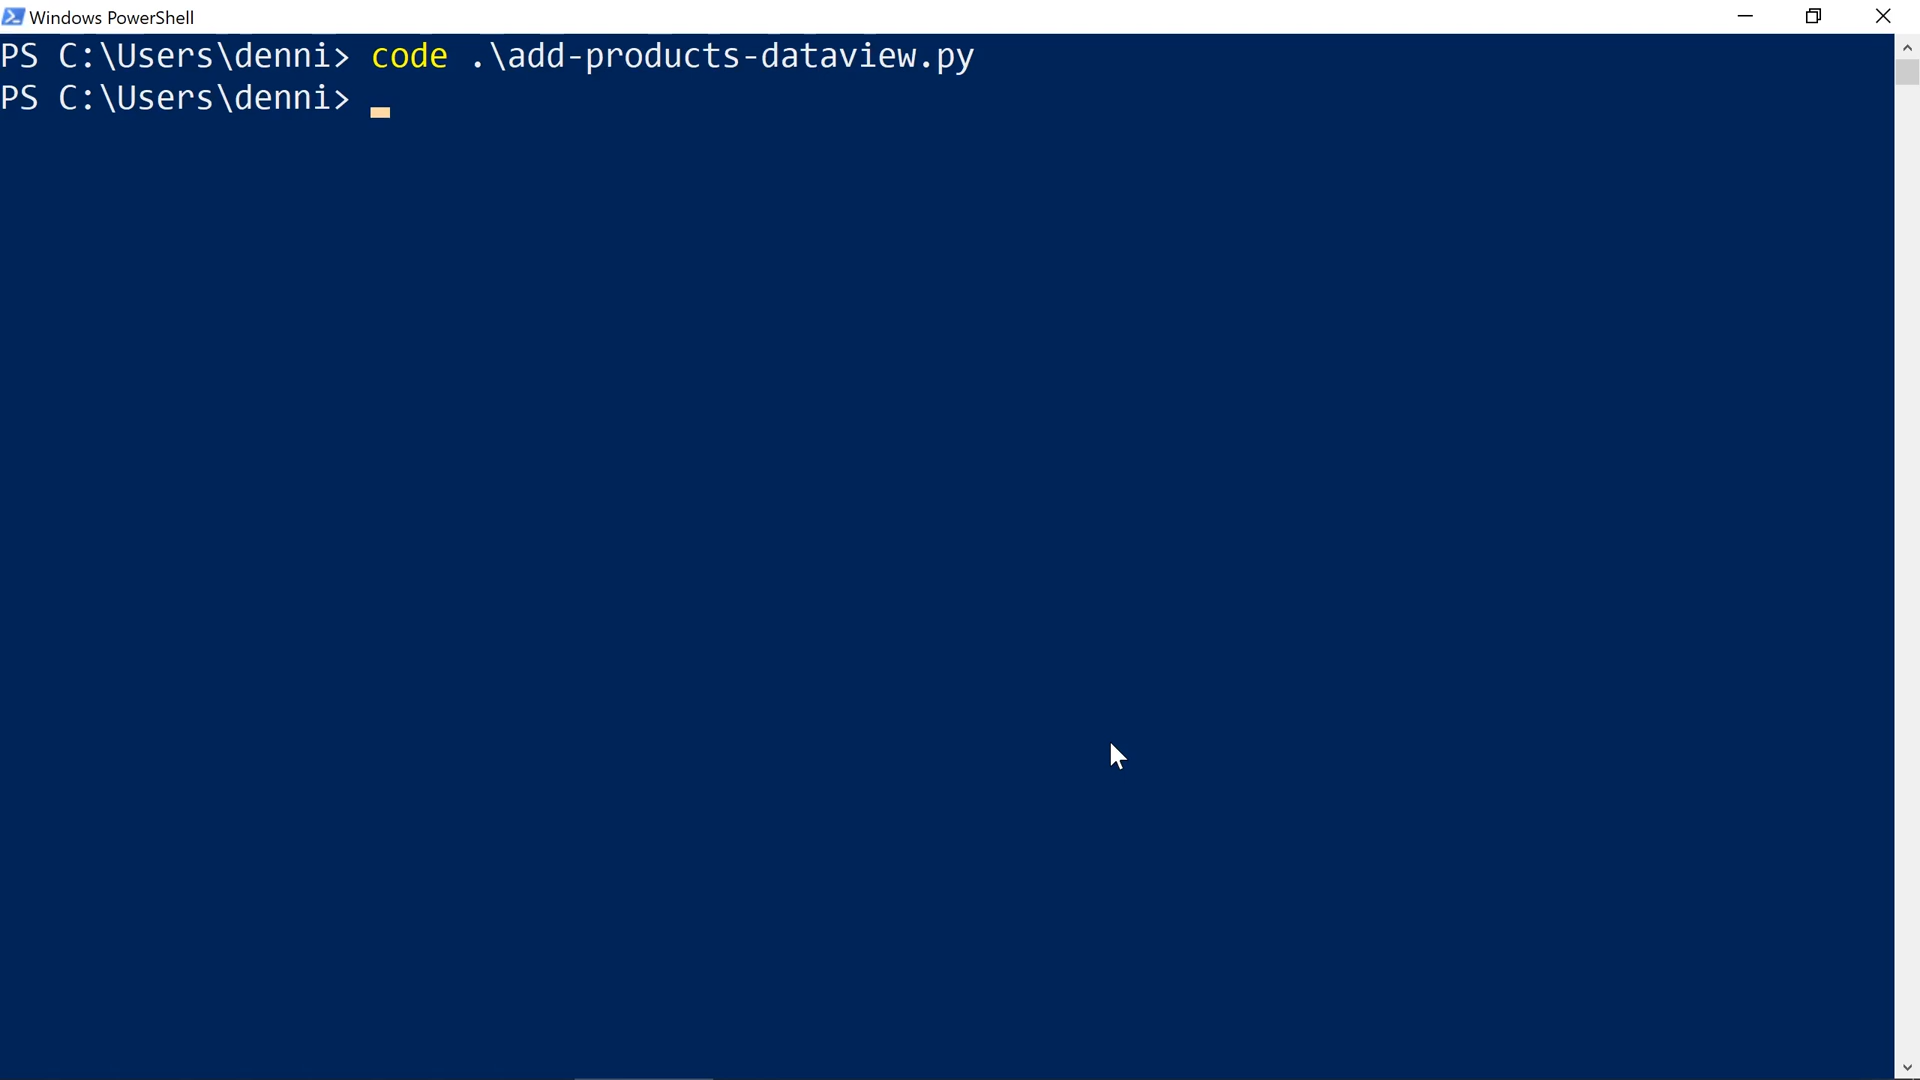 Windows PowerShell
PS C:\Users\denni> code .\add-products-dataview.py
PS C:\Users\denni>